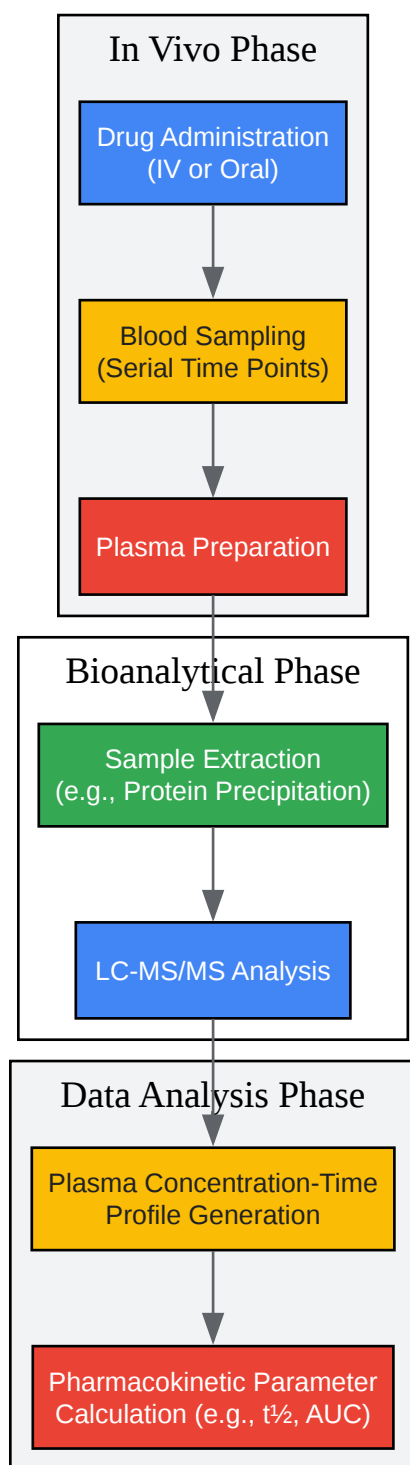 In Vivo Phase
Drug Administration
(IV or Oral)
Blood Sampling
(Serial Time Points)
Plasma Preparation
Bioanalytical Phase
Sample Extraction
(e.g., Protein Precipitation)
LC-MS/MS Analysis
Data Analysis Phase
Plasma Concentration-Time
Profile Generation
Pharmacokinetic Parameter
Calculation (e.g., t½, AUC)